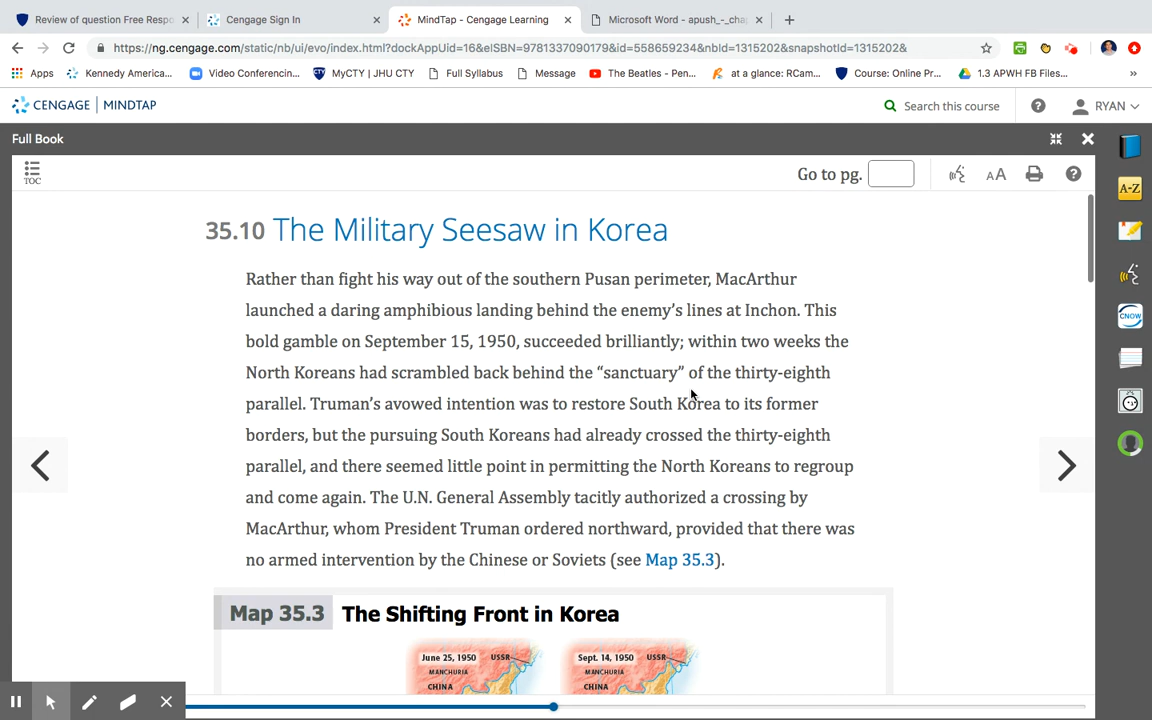 Review of question Free Respo
Cengage Sign In
MindTap - Cengage Learning
Microsoft Word - apush_-_cha
https://ng.cengage.com/static/nb/ui/evo/index.html?dockAppUid=16&eISBN=9781337090179&id=558659234&nbId=1315202&snapshotId=1315202&
Apps
Kennedy America...
Video Conferencin...
CTY
MyCTY | JHU CTY
Full Syllabus
Message
The Beatles - Pen...
at a glance: RCam...
Course: Online Pr...
1.3 APWH FB Files...
»
CENGAGE | MINDTAP
Search this course
RYAN
Full Book
TOC
Go to pg.
AA
A-Z
CNOW
35.10 The Military Seesaw in Korea
Rather than fight his way out of the southern Pusan perimeter, MacArthur
launched a daring amphibious landing behind the enemy's lines at Inchon. This
bold gamble on September 15, 1950, succeeded brilliantly; within two weeks the
North Koreans had scrambled back behind the “sanctuary” of the thirty-eighth
parallel. Truman's avowed intention was to restore South Korea to its former
borders, but the pursuing South Koreans had already crossed the thirty-eighth
parallel, and there seemed little point in permitting the North Koreans to regroup
and come again. The U.N. General Assembly tacitly authorized a crossing by
MacArthur, whom President Truman ordered northward, provided that there was
no armed intervention by the Chinese or Soviets (see Map 35.3).
Map 35.3 The Shifting Front in Korea
June 25, 1950
USSR
MANCHURIA
CHINA
Sept. 14, 1950
USSR
MANCHURIA
CHINA